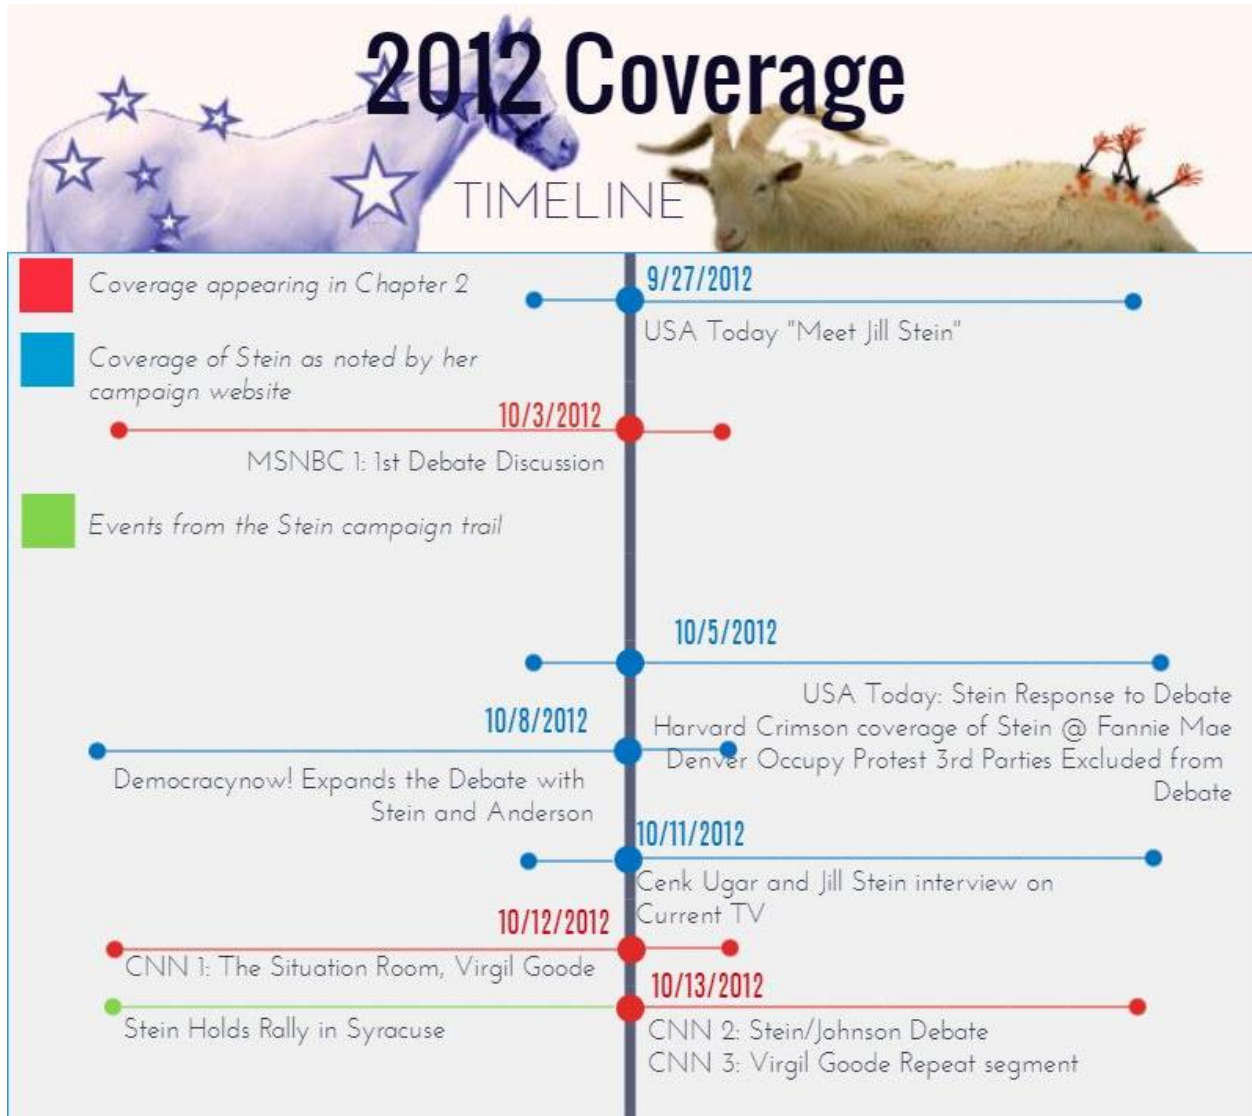 2012 Coverage
TIMELINE
Coverage appearing in Chapter 2
9/27/2012
USA Today "Meet Jill Stein"
Coverage of Stein as noted by her
campaign website
10/3/2012
MSNBC 1: 1st Debate Discussion
Events from the Stein campaign trail
10/5/2012
USA Today: Stein Response to Debate
Harvard Crimson coverage of Stein @ Fannie Mae
Denver Occupy Protest 3rd Parties Excluded from
Debate
10/8/2012
Democracynow! Expands the Debate with
Stein and Anderson
10/11/2012
Cenk Ugar and Jill Stein interview on
Current TV
10/12/2012
CNN 1: The Situation Room, Virgil Goode
10/13/2012
Stein Holds Rally in Syracuse
CNN 2: Stein/Johnson Debate
CNN 3: Virgil Goode Repeat segment